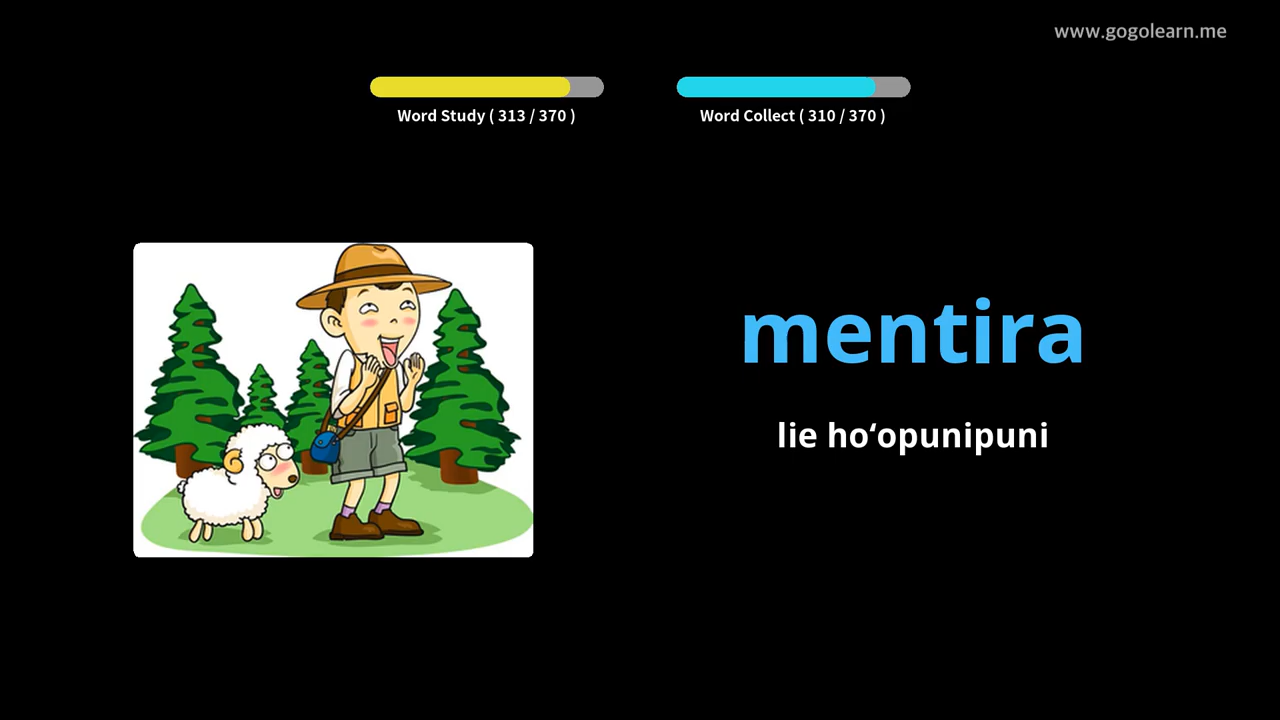 www.gogolearn.me
Word Study ( 313 / 370 )
Word Collect ( 310 / 370 )
mentira
lie hoʻopunipuni